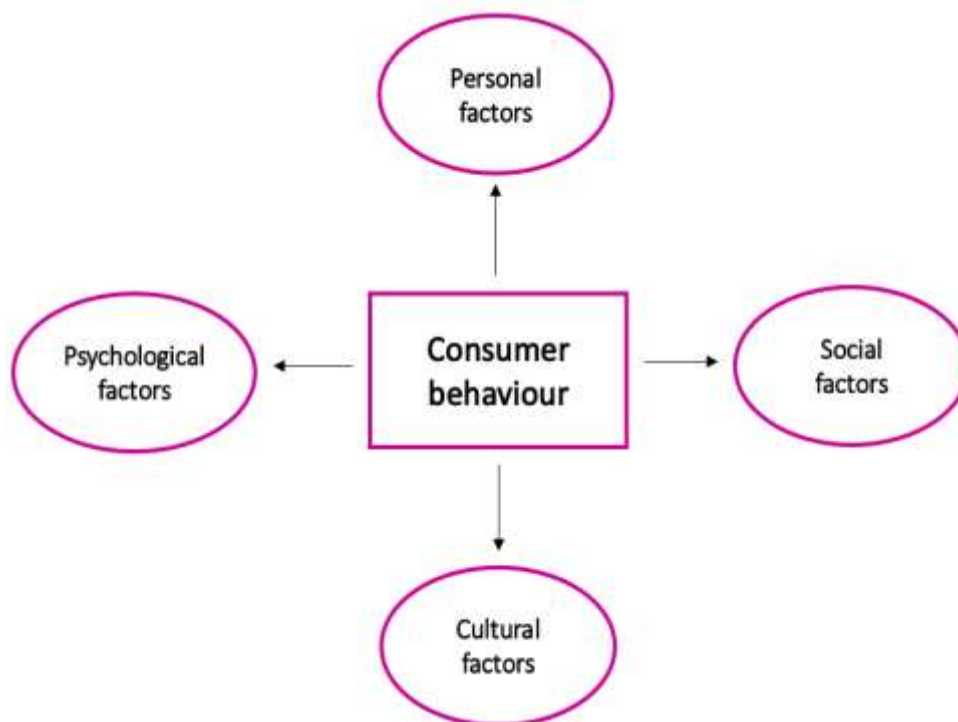 Personal
factors
Psychological
factors
Consumer
behaviour
Social
factors
Cultural
factors